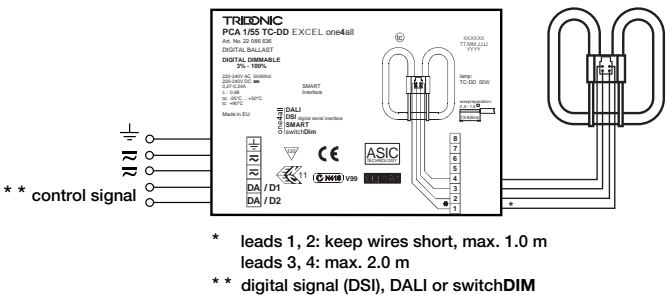 TRIDONIC
PCA 1/55 TC-DD EXCEL one4all
Art. No. 22 086 636
DIGITAL BALLAST
DIGITAL DIMMABLE
3% - 100%
220-240V AC 50/60Hz
220-240V DC
0,27-0,24A
λ : 0,98
ta: -25°C ... +50°C
tc: +90°C
Made in EU
SMART
Interface
one4all
DALI
DSI digital serial interface
SMART
switchDim
tc
XXXXXX
YYYY
lamp:
TC-DD 55W
8
7
6
5
4
3
2
1
DA / D1
DA / D2
120
11
N416 V99
ASIC
TECHNOLOGY
* * control signal
*
* leads 1, 2: keep wires short, max. 1.0 m
leads 3, 4: max. 2.0 m
* * digital signal (DSI), DALI or switchDIM